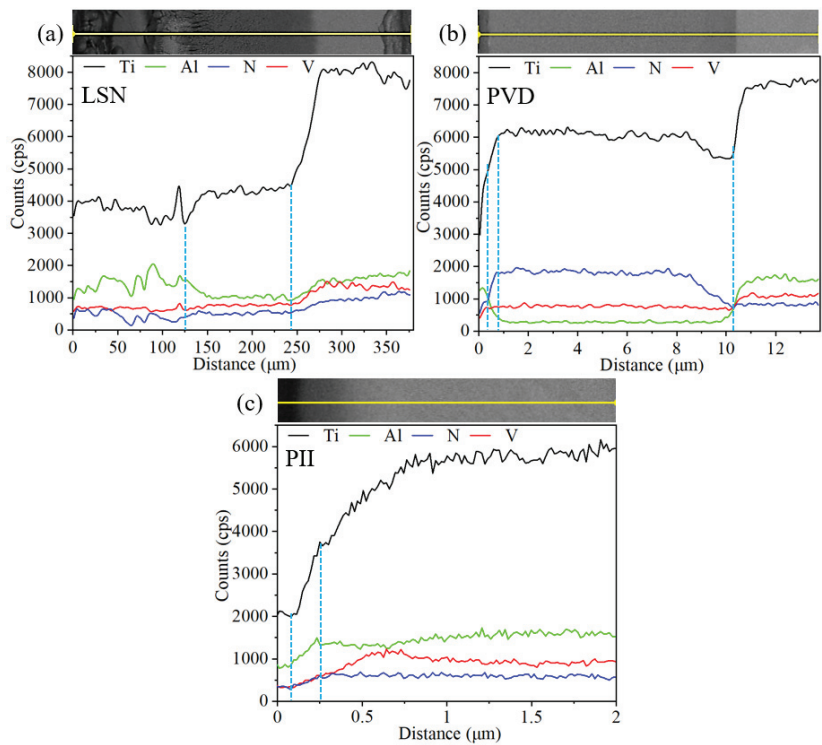 (a)
Ti Al N V
LSN
8000
7000
6000
5000
4000
3000
2000
1000
0
Counts (cps)
0 50 100 150 200 250 300 350
Distance (μm)
(b)
Ti Al N V
PVD
8000
7000
6000
5000
4000
3000
2000
1000
0
Counts (cps)
0 2 4 6 8 10 12
Distance (μm)
(c)
Ti Al N V
PII
6000
5000
4000
3000
2000
1000
0
Counts (cps)
0 0.5 1 1.5 2
Distance (μm)